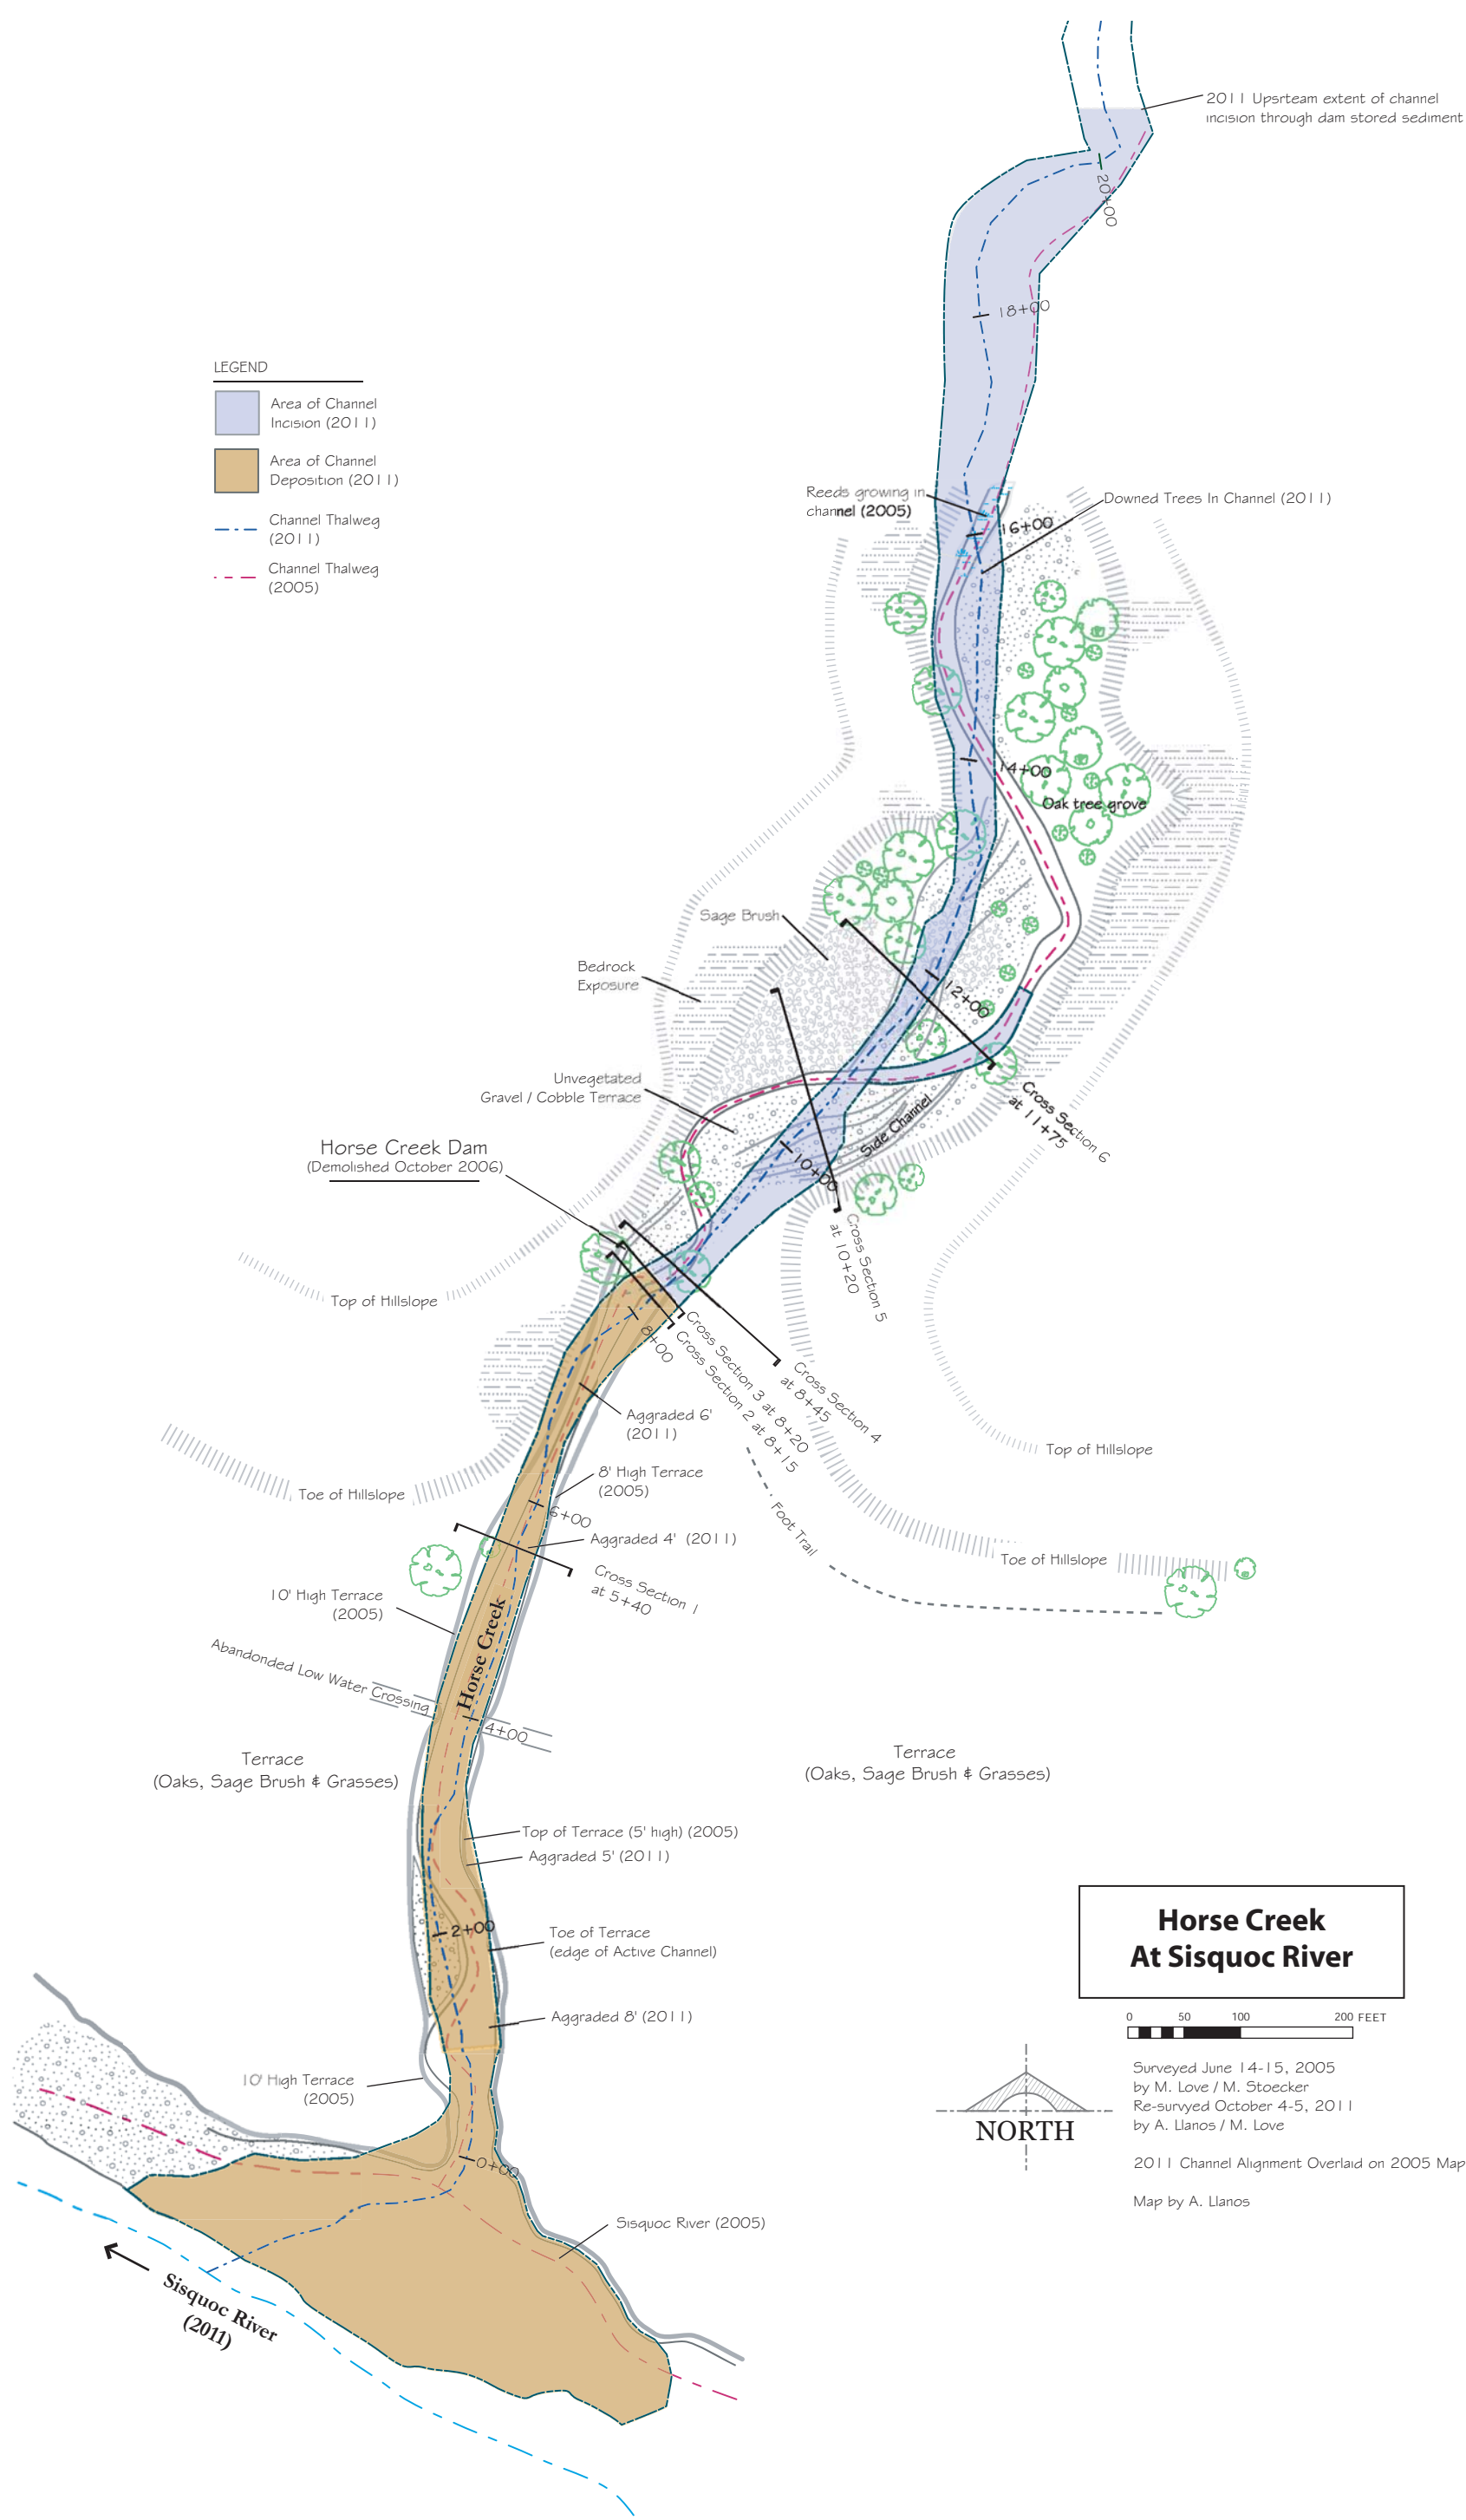 2011 Upsrteam extent of channel
incision through dam stored sediment
20+00
18+00
LEGEND
Area of Channel
Incision (2011)
Area of Channel
Deposition (2011)
Channel Thalweg
(2011)
Channel Thalweg
(2005)
Reeds growing in
channel (2005)
Downed Trees In Channel (2011)
16+00
14+00
Oak tree grove
Sage Brush
Bedrock
Exposure
12+00
Unvegetated
Gravel / Cobble Terrace
Cross Section 6
at 11+75
Side Channel
Horse Creek Dam
(Demolished October 2006)
10+00
Cross Section 5
at 10+20
Top of Hillslope
8+00
Cross Section 3 at 8+20
Cross Section 2 at 8+15
Cross Section 4
at 8+45
Aggraded 6'
(2011)
Top of Hillslope
8' High Terrace
(2005)
Toe of Hillslope
6+00
Foot Trail
Aggraded 4' (2011)
Toe of Hillslope
Cross Section 1
at 5+40
10' High Terrace
(2005)
Horse Creek
Abandonded Low Water Crossing
4+00
Terrace
(Oaks, Sage Brush & Grasses)
Terrace
(Oaks, Sage Brush & Grasses)
Top of Terrace (5' high) (2005)
Aggraded 5' (2011)
2+00
Toe of Terrace
(edge of Active Channel)
Aggraded 8' (2011)
10' High Terrace
(2005)
0+00
Sisquoc River (2005)
Sisquoc River
(2011)
Horse Creek
At Sisquoc River
0 50 100 200 FEET
NORTH
Surveyed June 14-15, 2005
by M. Love / M. Stoecker
Re-survyed October 4-5, 2011
by A. Llanos / M. Love
2011 Channel Alignment Overlaid on 2005 Map
Map by A. Llanos